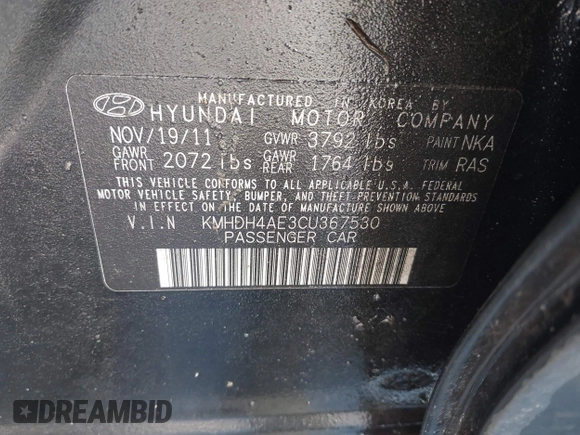 MANUFACTURED IN KOREA BY
HYUNDAI MOTOR COMPANY
NOV/19/11 GVWR 3792 lbs PAINT NKA
GAWR FRONT 2072 lbs GAWR REAR 1764 lbs TRIM RAS
THIS VEHICLE CONFORMS TO ALL APPLICABLE U.S.A. FEDERAL
MOTOR VEHICLE SAFETY, BUMPER, AND THEFT PREVENTION STANDARDS
IN EFFECT ON THE DATE OF MANUFACTURE SHOWN ABOVE
V.I.N KMHDH4AE3CU367530
PASSENGER CAR
DREAMBID